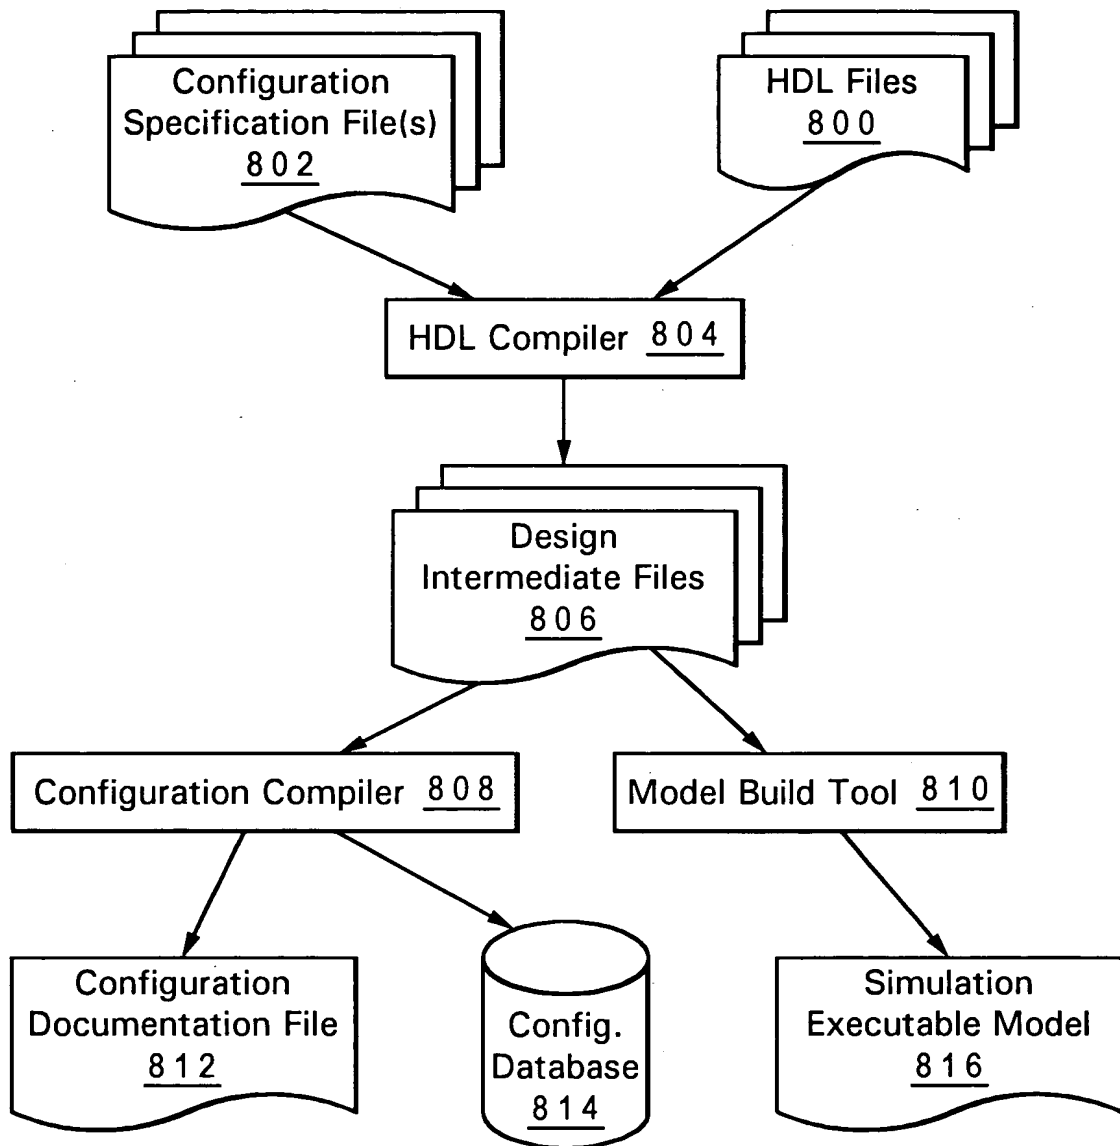 Configuration
Specification File(s)
802
HDL Files
800
HDL Compiler 804
Design
Intermediate Files
806
Configuration Compiler 808
Model Build Tool 810
Configuration
Documentation File
812
Config.
Database
814
Simulation
Executable Model
816